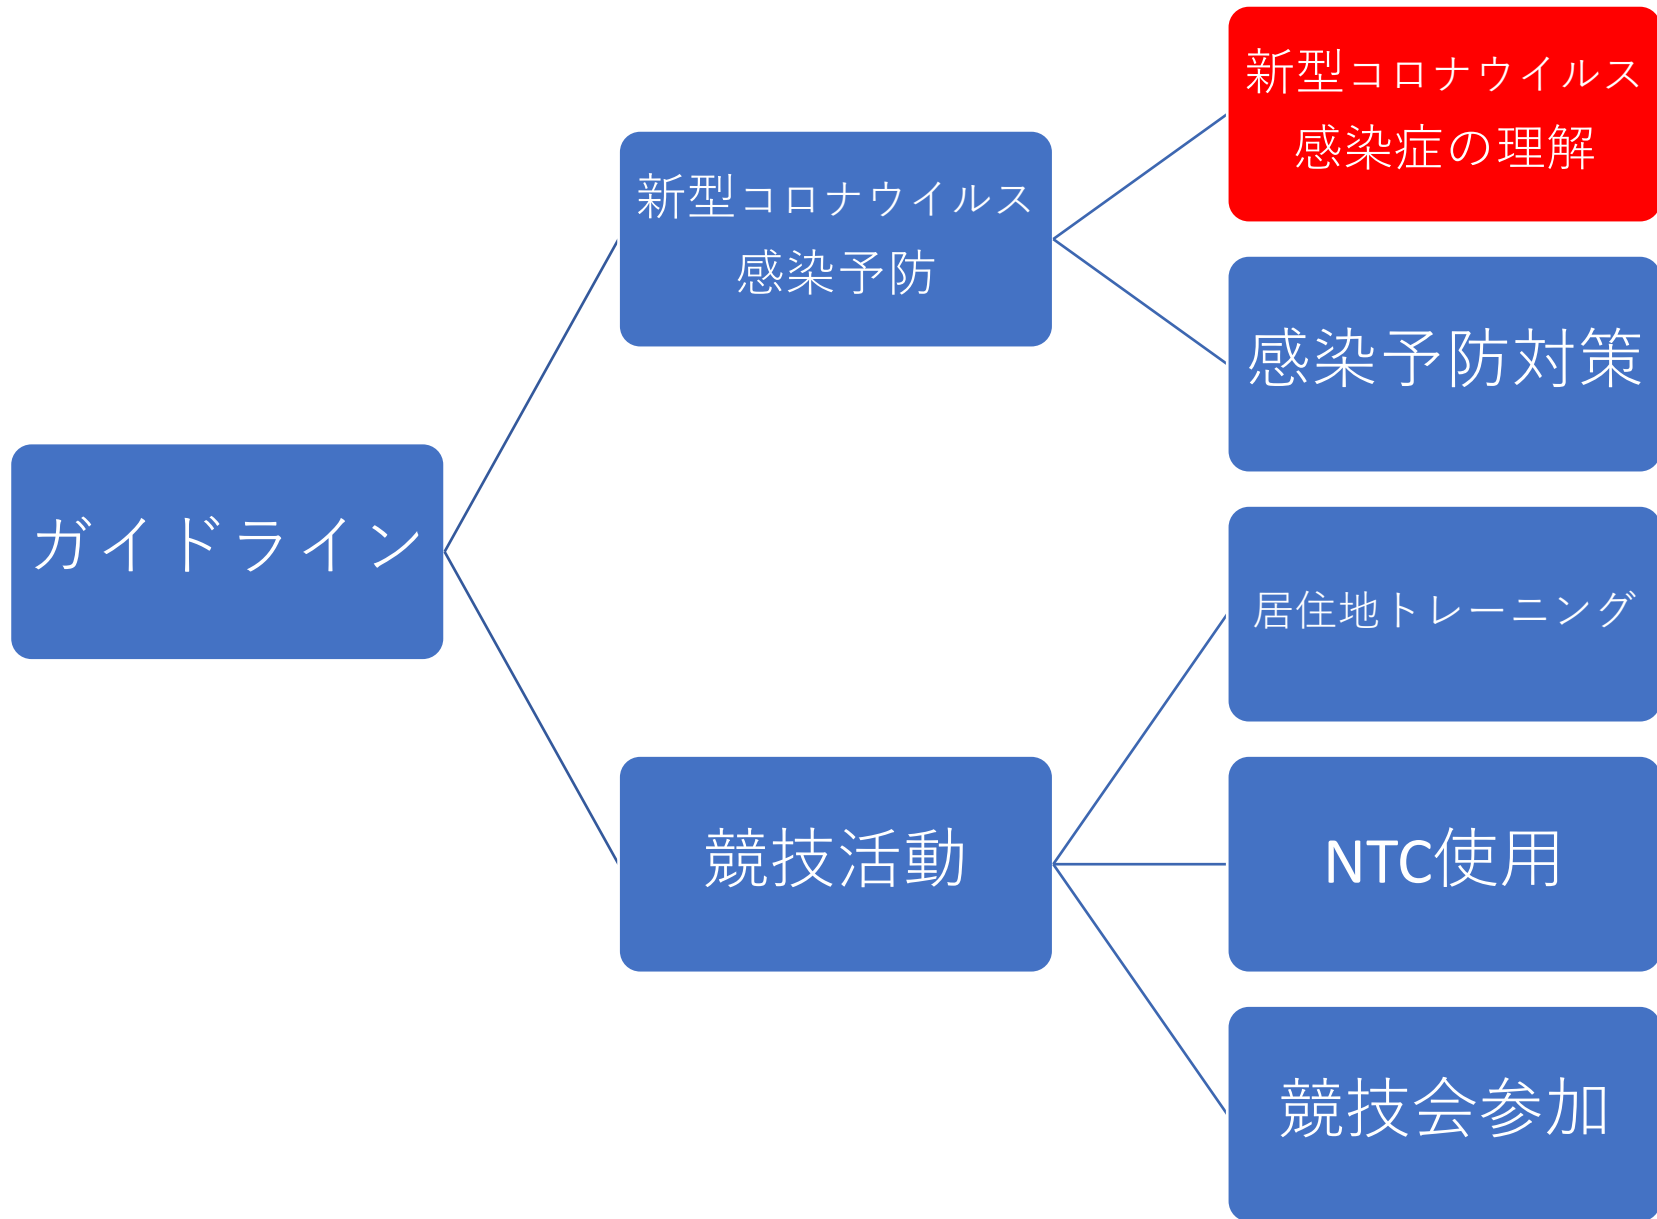 ガイドライン
新型コロナウイルス
感染予防
新型コロナウイルス
感染症の理解
感染予防対策
競技活動
居住地トレーニング
NTC使用
競技会参加